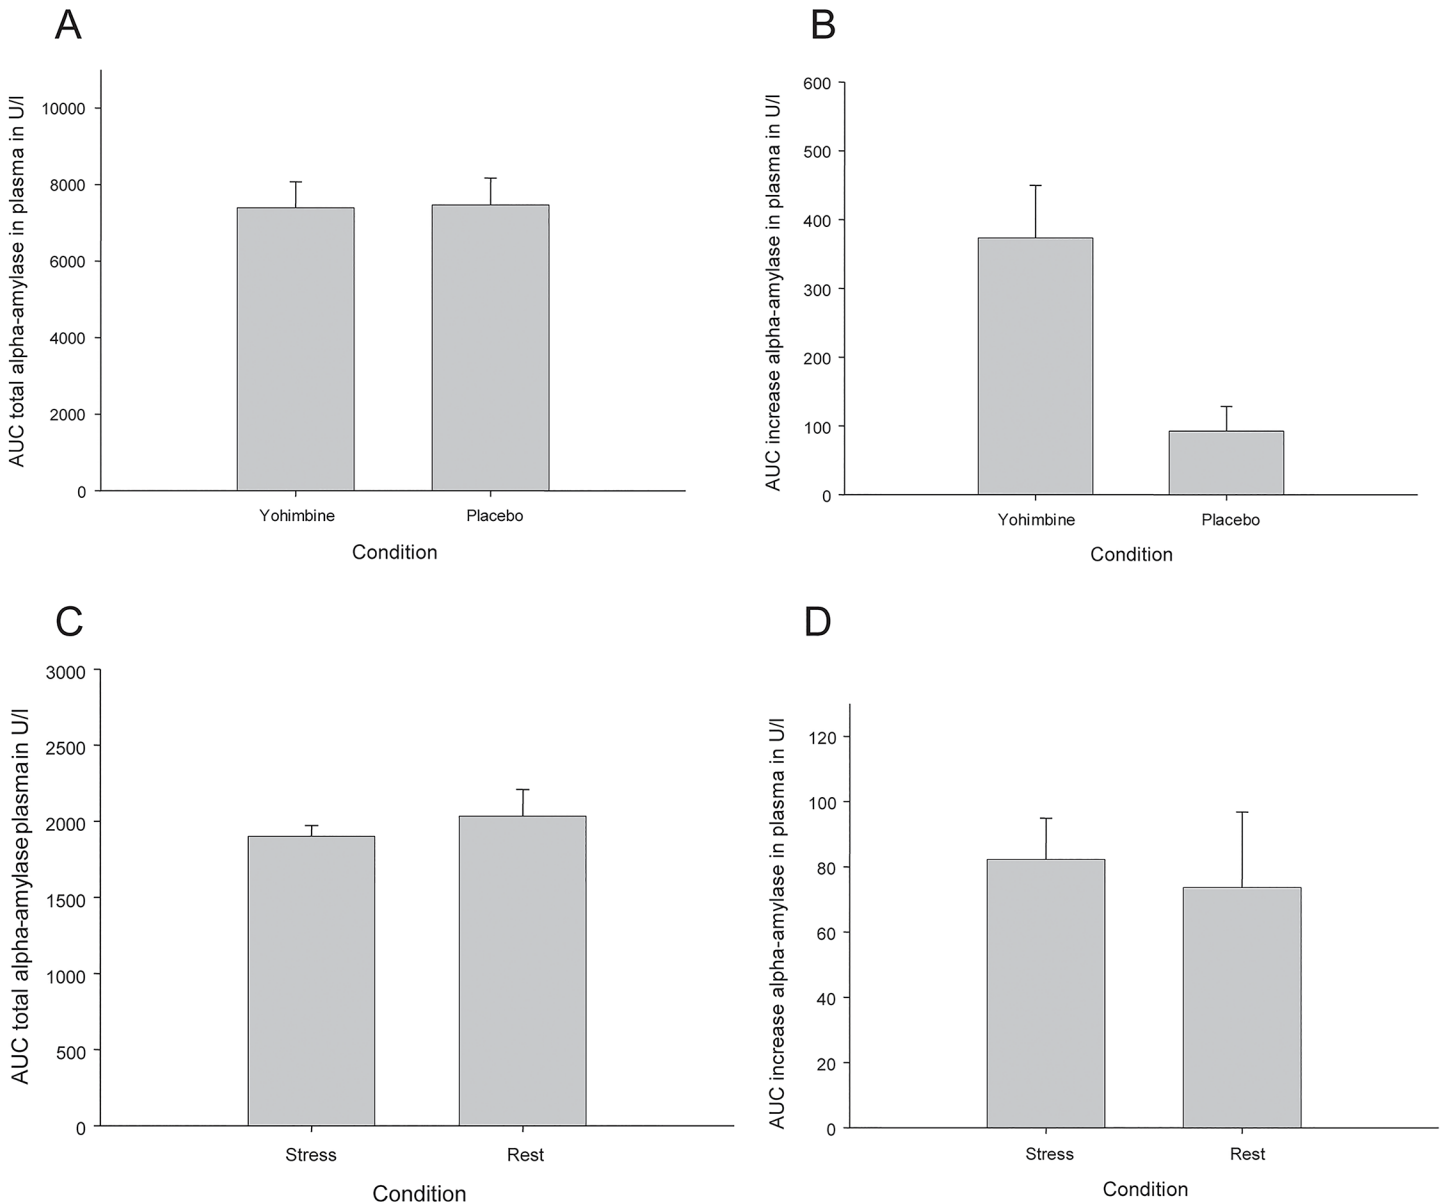 A
AUC total alpha-amylase in plasma in U/l
10000
8000
6000
4000
2000
0
Yohimbine Placebo
Condition
B
AUC increase alpha-amylase in plasma in U/l
600
500
400
300
200
100
0
Yohimbine Placebo
Condition
C
AUC total alpha-amylase plasma in U/l
3000
2500
2000
1500
1000
500
0
Stress Rest
Condition
D
AUC increase alpha-amylase in plasma in U/l
120
100
80
60
40
20
0
Stress Rest
Condition